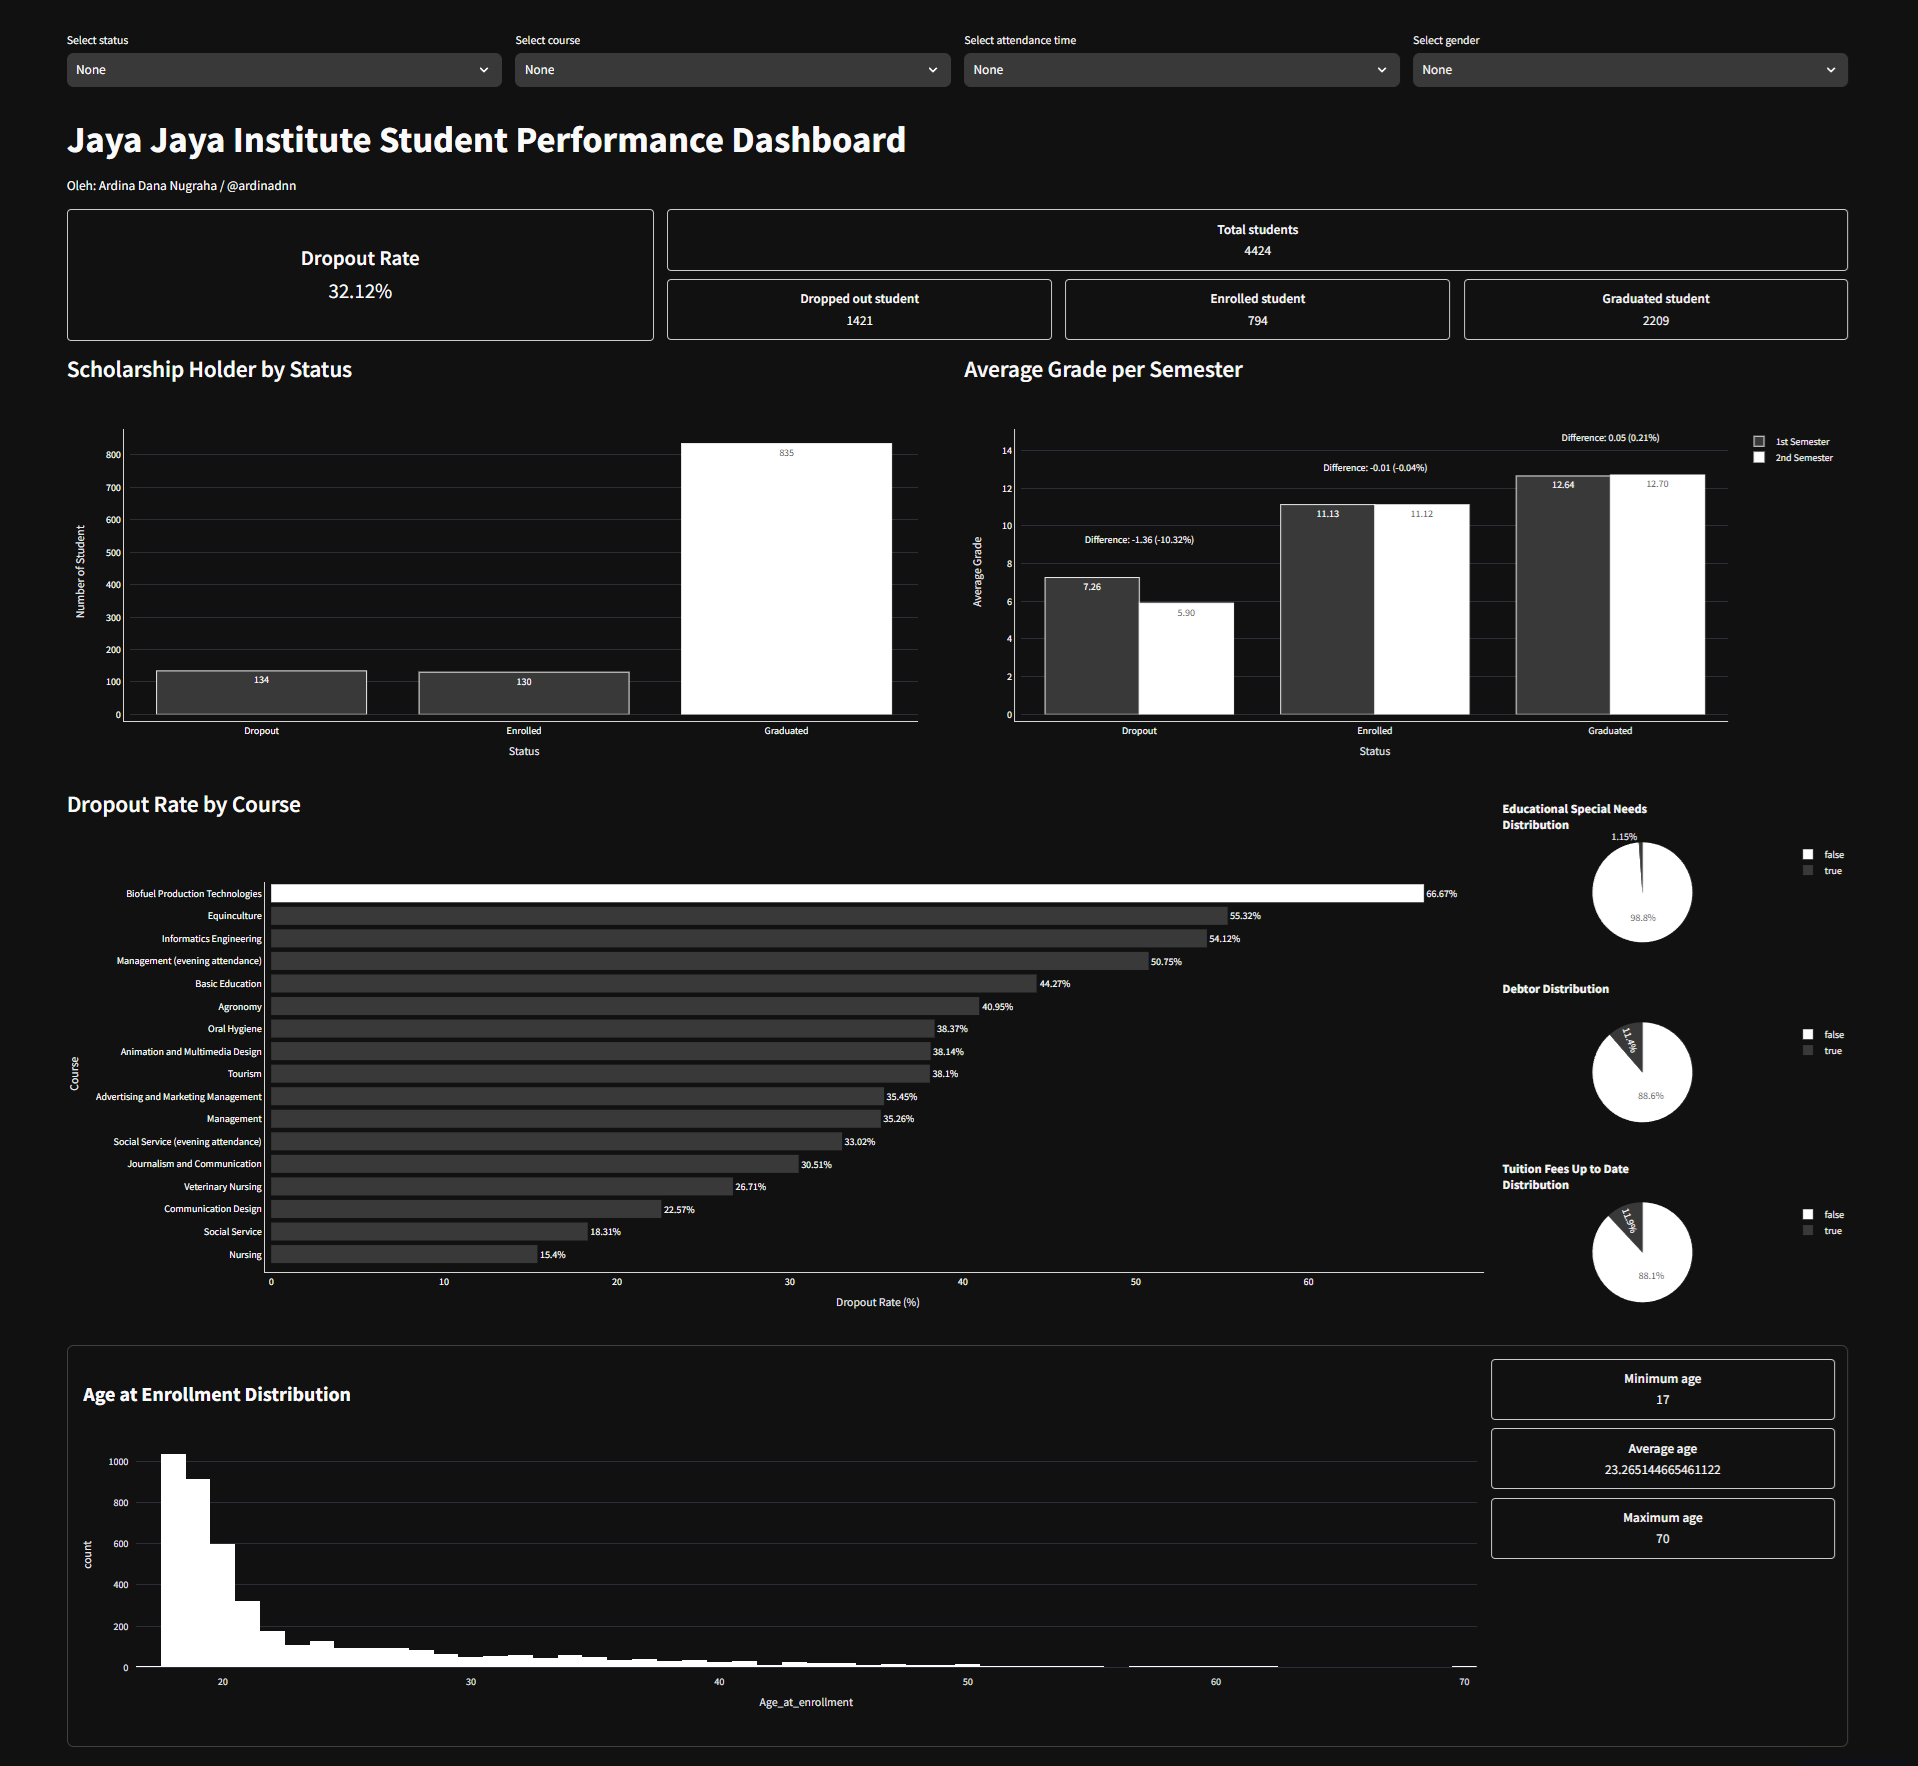 Select status
Select course
Select attendance time
Select gender
None
None
None
None
Jaya Jaya Institute Student Performance Dashboard
Oleh: Ardina Dana Nugraha / @ardinadnn
Dropout Rate
32.12%
Total students
4424
Dropped out student
1421
Enrolled student
794
Graduated student
2209
Scholarship Holder by Status
800
700
600
500
400
300
200
100
0
Number of Student
134
130
835
Dropout
Enrolled
Graduated
Status
Average Grade per Semester
14
12
10
8
6
4
2
0
Average Grade
Difference: -1.36 (-10.32%)
Difference: -0.01 (-0.04%)
Difference: 0.05 (0.21%)
7.26
5.90
11.13
11.12
12.64
12.70
Dropout
Enrolled
Graduated
Status
1st Semester
2nd Semester
Dropout Rate by Course
Course
Biofuel Production Technologies 66.67%
Equinculture 55.32%
Informatics Engineering 54.12%
Management (evening attendance) 50.75%
Basic Education 44.27%
Agronomy 40.95%
Oral Hygiene 38.37%
Animation and Multimedia Design 38.14%
Tourism 38.1%
Advertising and Marketing Management 35.45%
Management 35.26%
Social Service (evening attendance) 33.02%
Journalism and Communication 30.51%
Veterinary Nursing 26.71%
Communication Design 22.57%
Social Service 18.31%
Nursing 15.4%
0 10 20 30 40 50 60
Dropout Rate (%)
Educational Special Needs
Distribution
1.15%
98.8%
false
true
Debtor Distribution
11.4%
88.6%
false
true
Tuition Fees Up to Date
Distribution
11.9%
88.1%
false
true
Age at Enrollment Distribution
1000
800
600
400
200
0
count
20 30 40 50 60 70
Age_at_enrollment
Minimum age
17
Average age
23.265144665461122
Maximum age
70